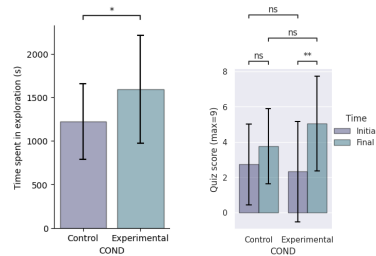 *
Time spent in exploration (s)
2000
1500
1000
500
0
Control Experimental
COND
ns
ns
ns **
Quiz score (max=9)
8
6
4
2
0
Control Experimental
COND
Time
Initia
Final